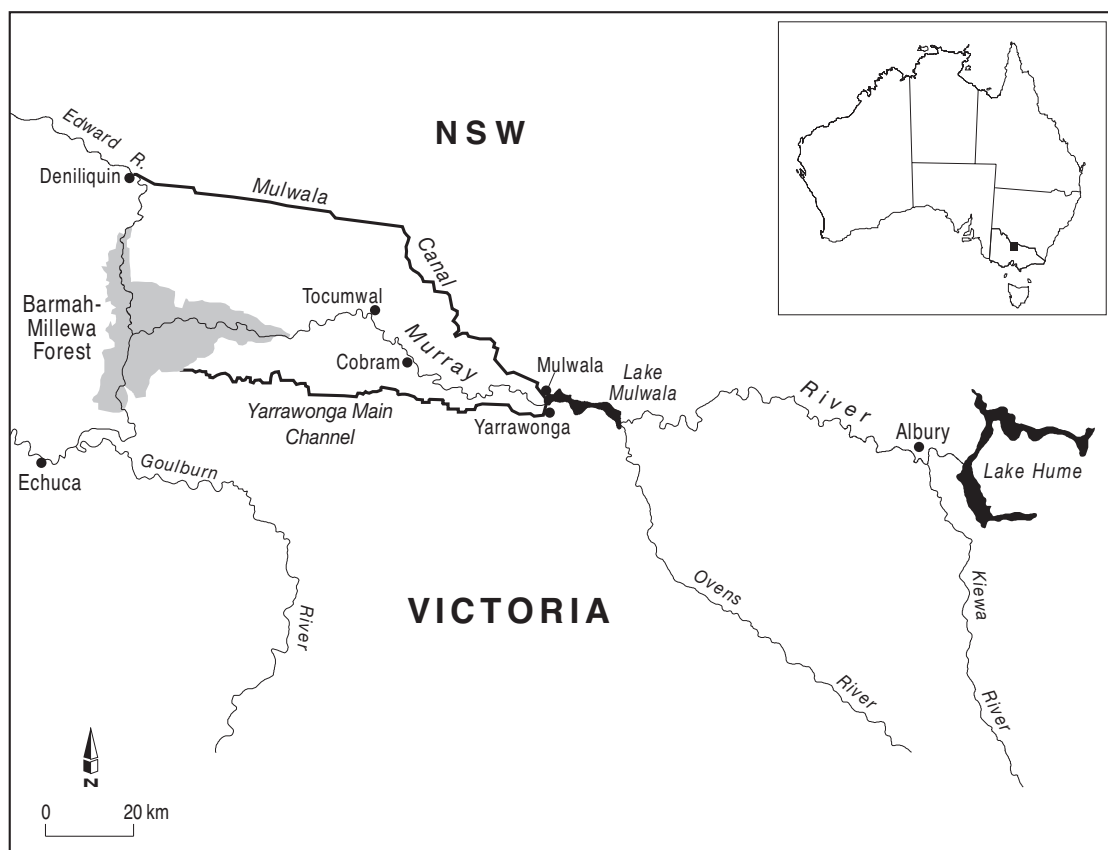 NSW
Edward R.
Deniliquin
Mulwala
Canal
Barmah-
Millewa
Forest
Tocumwal
Cobram
Murray
Mulwala
Lake
Mulwala
River
Albury
Lake Hume
Yarrawonga Main
Channel
Yarrawonga
Echuca
Goulburn
River
VICTORIA
Ovens
River
Kiewa
River
N
0 20 km